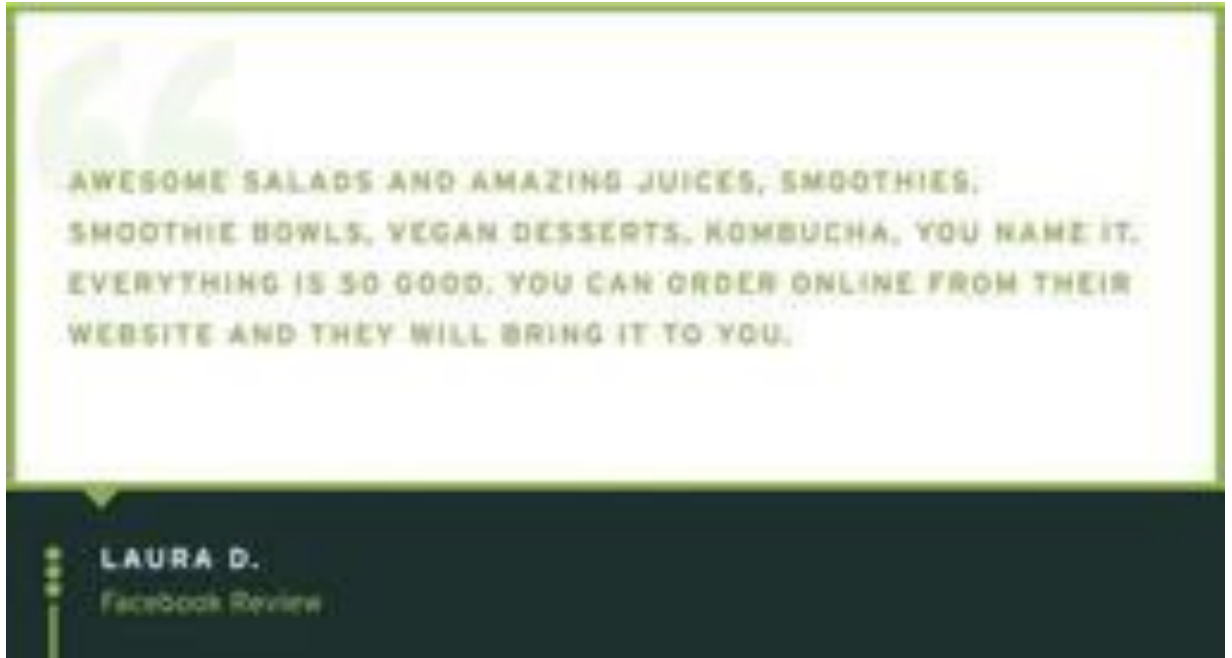 AWESOME SALADS AND AMAZING JUICES, SMOOTHIES,
SMOOTHIE BOWLS, VEGAN DESSERTS, KOMBUCHA, YOU NAME IT.
EVERYTHING IS SO GOOD. YOU CAN ORDER ONLINE FROM THEIR
WEBSITE AND THEY WILL BRING IT TO YOU.
LAURA D.
Facebook Review